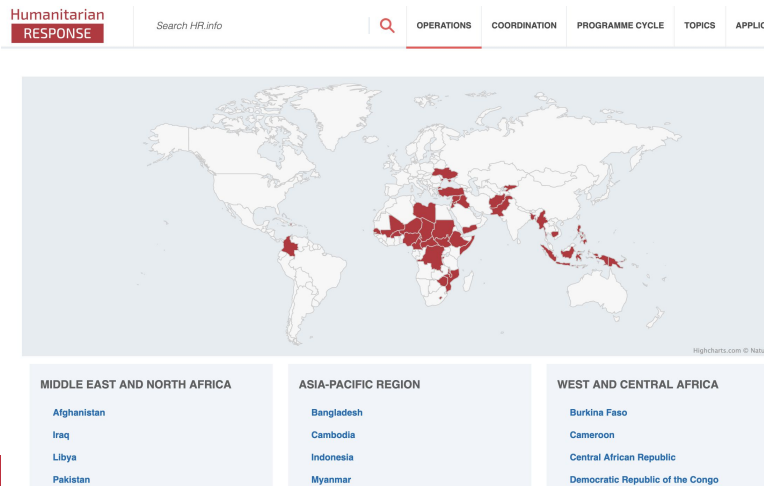 Humanitarian
RESPONSE
Search HR.info
OPERATIONS
COORDINATION
PROGRAMME CYCLE
TOPICS
Highcharts.com ©
MIDDLE EAST AND NORTH AFRICA
Afghanistan
Iraq
Libya
Pakistan
ASIA-PACIFIC REGION
Bangladesh
Cambodia
Indonesia
Myanmar
WEST AND CENTRAL AFRICA
Burkina Faso
Cameroon
Central African Republic
Democratic Republic of the Congo